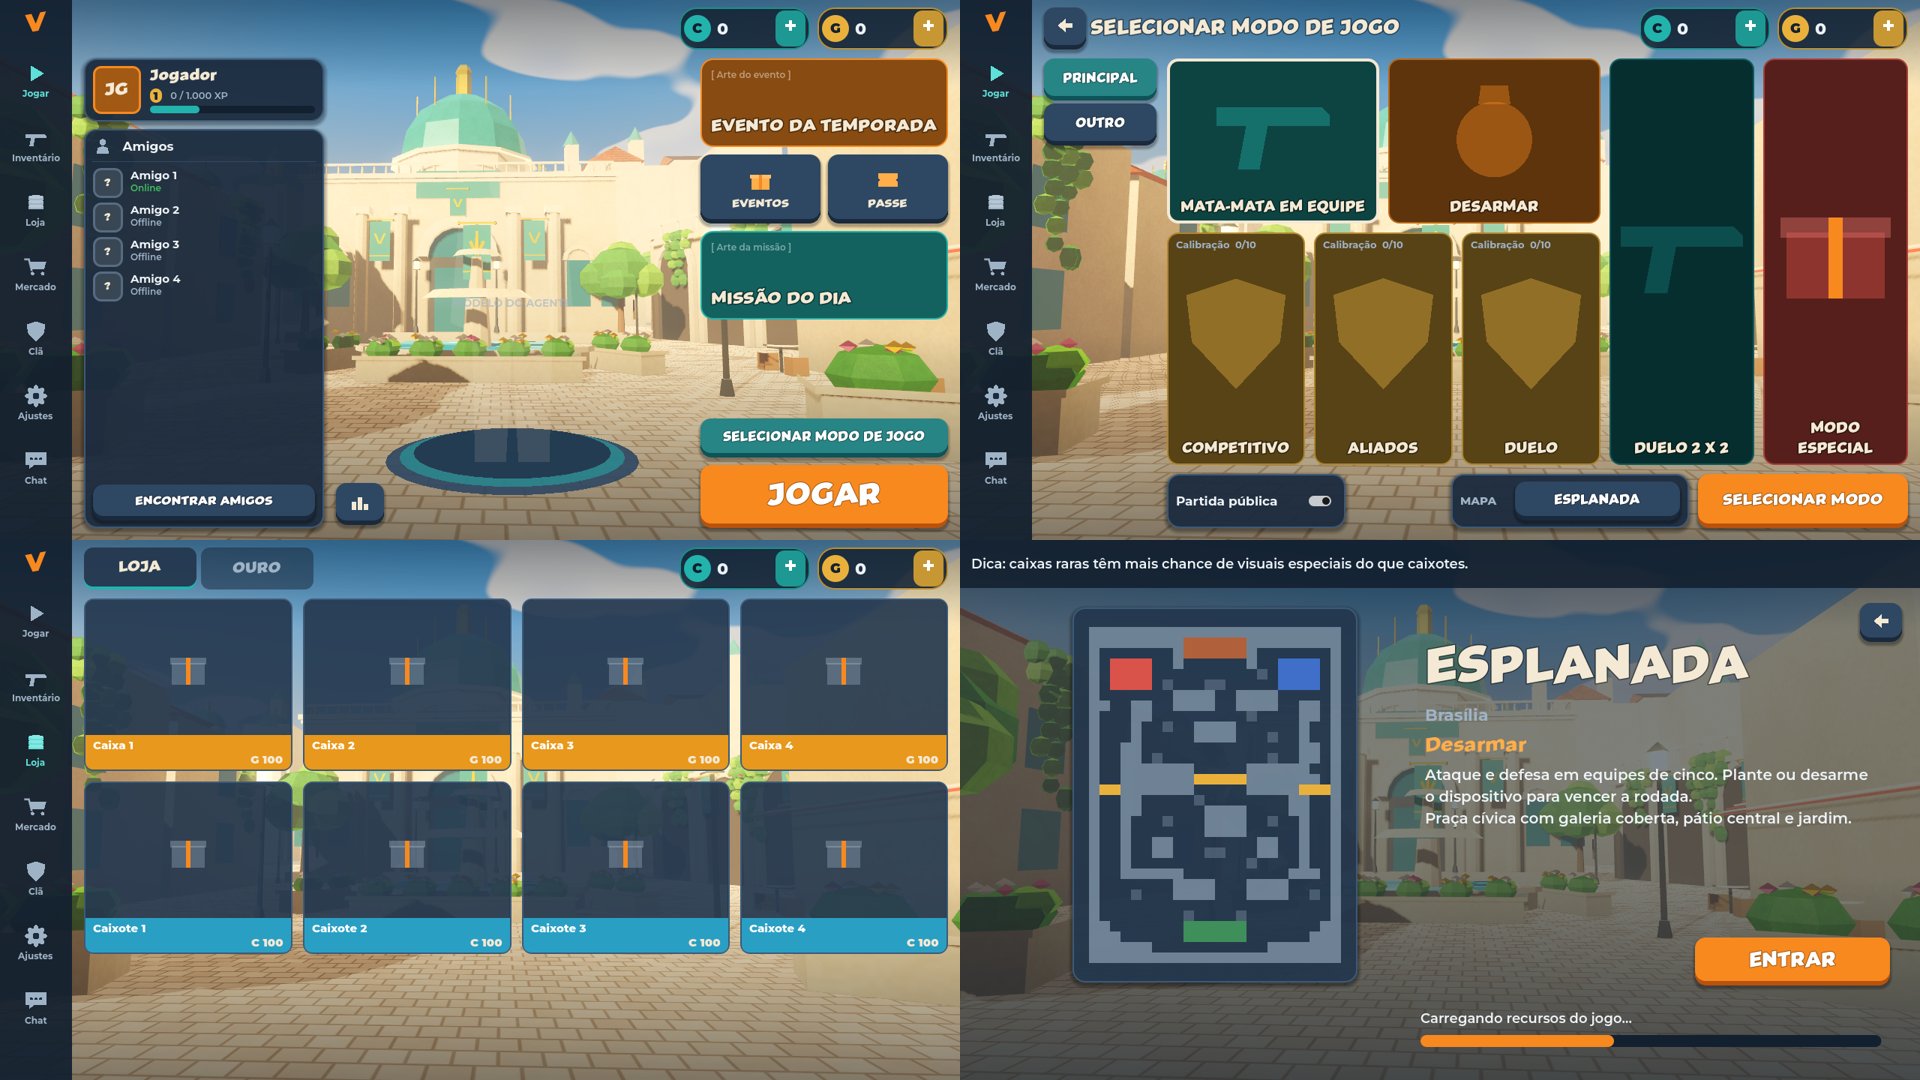 C 0 +
G 0 +
Jogar
Inventário
Loja
Mercado
Clã
Ajustes
Chat
JG
Jogador
1 0 / 1.000 XP
Amigos
? Amigo 1
Online
? Amigo 2
Offline
? Amigo 3
Offline
? Amigo 4
Offline
ENCONTRAR AMIGOS
[ Arte do evento ]
EVENTO DA TEMPORADA
EVENTOS
PASSE
[ Arte da missão ]
MISSÃO DO DIA
SELECIONAR MODO DE JOGO
JOGAR
SELECIONAR MODO DE JOGO
C 0 +
G 0 +
Jogar
Inventário
Loja
Mercado
Clã
Ajustes
Chat
PRINCIPAL
OUTRO
MATA-MATA EM EQUIPE
DESARMAR
Calibração 0/10
COMPETITIVO
Calibração 0/10
ALIADOS
Calibração 0/10
DUELO
DUELO 2 X 2
MODO
ESPECIAL
Partida pública
MAPA
ESPLANADA
SELECIONAR MODO
LOJA
OURO
C 0 +
G 0 +
Jogar
Inventário
Loja
Mercado
Clã
Ajustes
Chat
Caixa 1
G 100
Caixa 2
G 100
Caixa 3
G 100
Caixa 4
G 100
Caixote 1
C 100
Caixote 2
C 100
Caixote 3
C 100
Caixote 4
C 100
Dica: caixas raras têm mais chance de visuais especiais do que caixotes.
ESPLANADA
Brasília
Desarmar
Ataque e defesa em equipes de cinco. Plante ou desarme
o dispositivo para vencer a rodada.
Praça cívica com galeria coberta, pátio central e jardim.
ENTRAR
Carregando recursos do jogo...